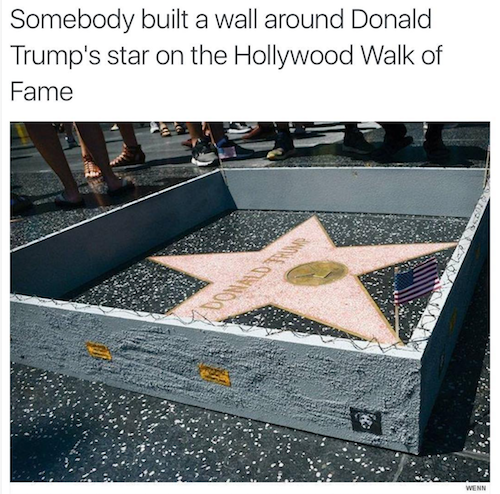 Somebody built a wall around Donald
Trump's star on the Hollywood Walk of
Fame
DONALD TRUMP
WENN